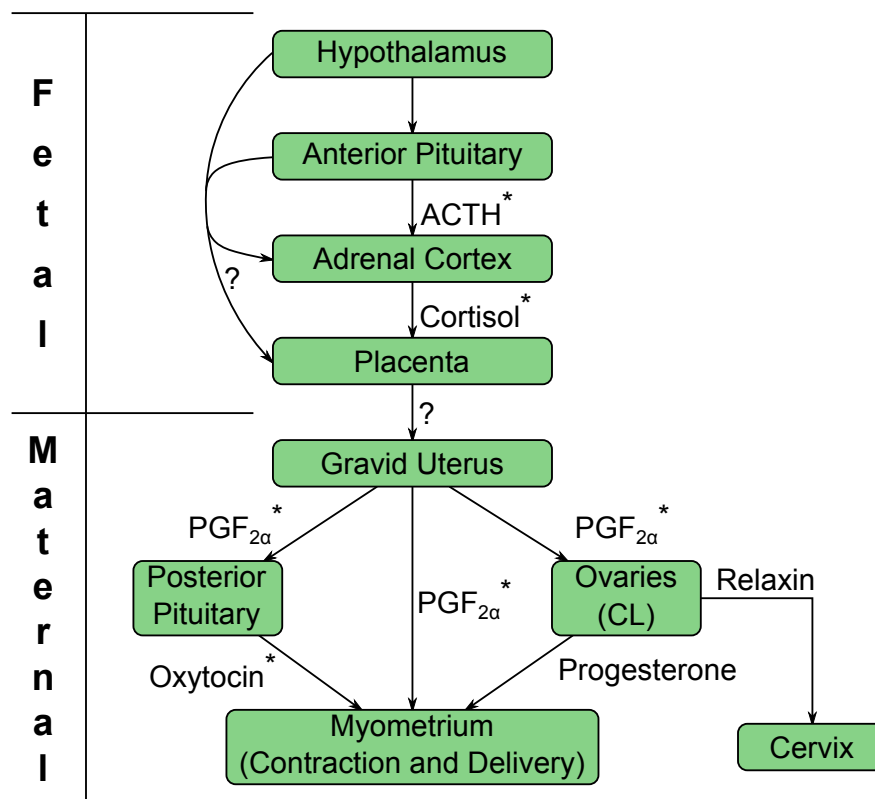 Fetal
Hypothalamus
Anterior Pituitary
ACTH*
Adrenal Cortex
?
Cortisol*
Placenta
?
Maternal
Gravid Uterus
PGF2α*
PGF2α*
Posterior
Pituitary
PGF2α*
Ovaries
(CL)
Relaxin
Oxytocin*
Progesterone
Myometrium
(Contraction and Delivery)
Cervix